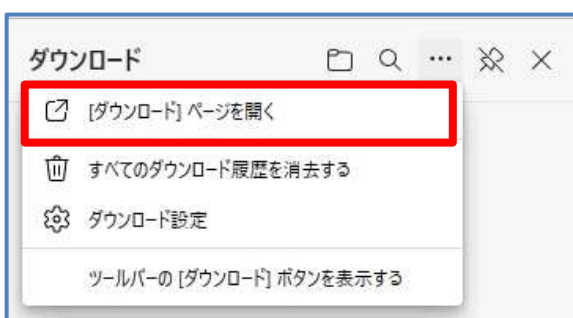 ダウンロード
[ダウンロード] ページを開く
すべてのダウンロード履歴を消去する
ダウンロード設定
ツールバーの [ダウンロード] ボタンを表示する